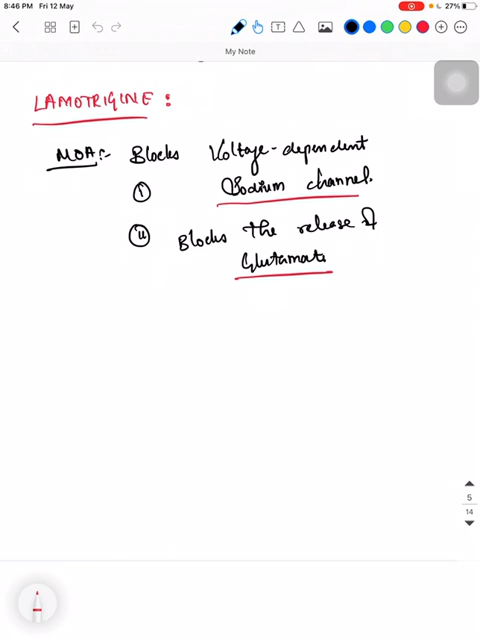 8:46 PM Fri 12 May
27%
My Note
LAMOTRIGINE :
MOA:- Blocks Voltage-dependent
(i) Sodium channel.
(ii) Blocks the release of
Glutamate
5
14